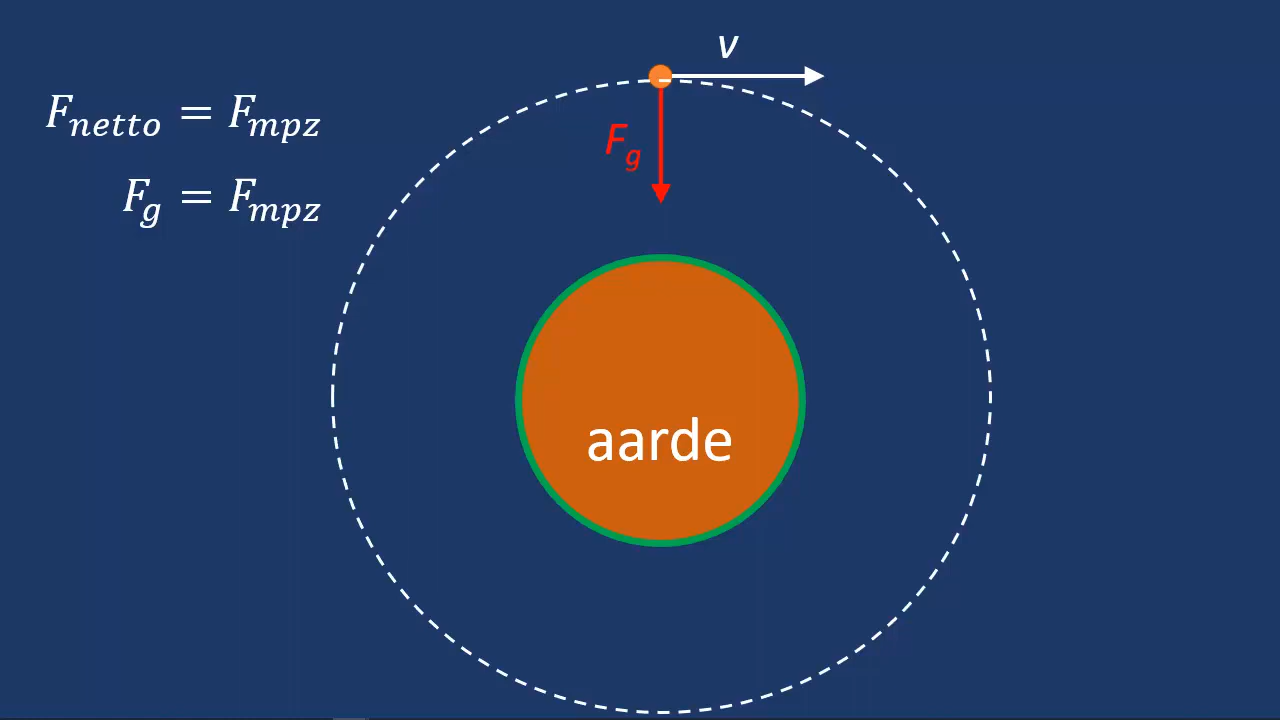 v
F_netto = F_mpz
F_g
F_g = F_mpz
aarde